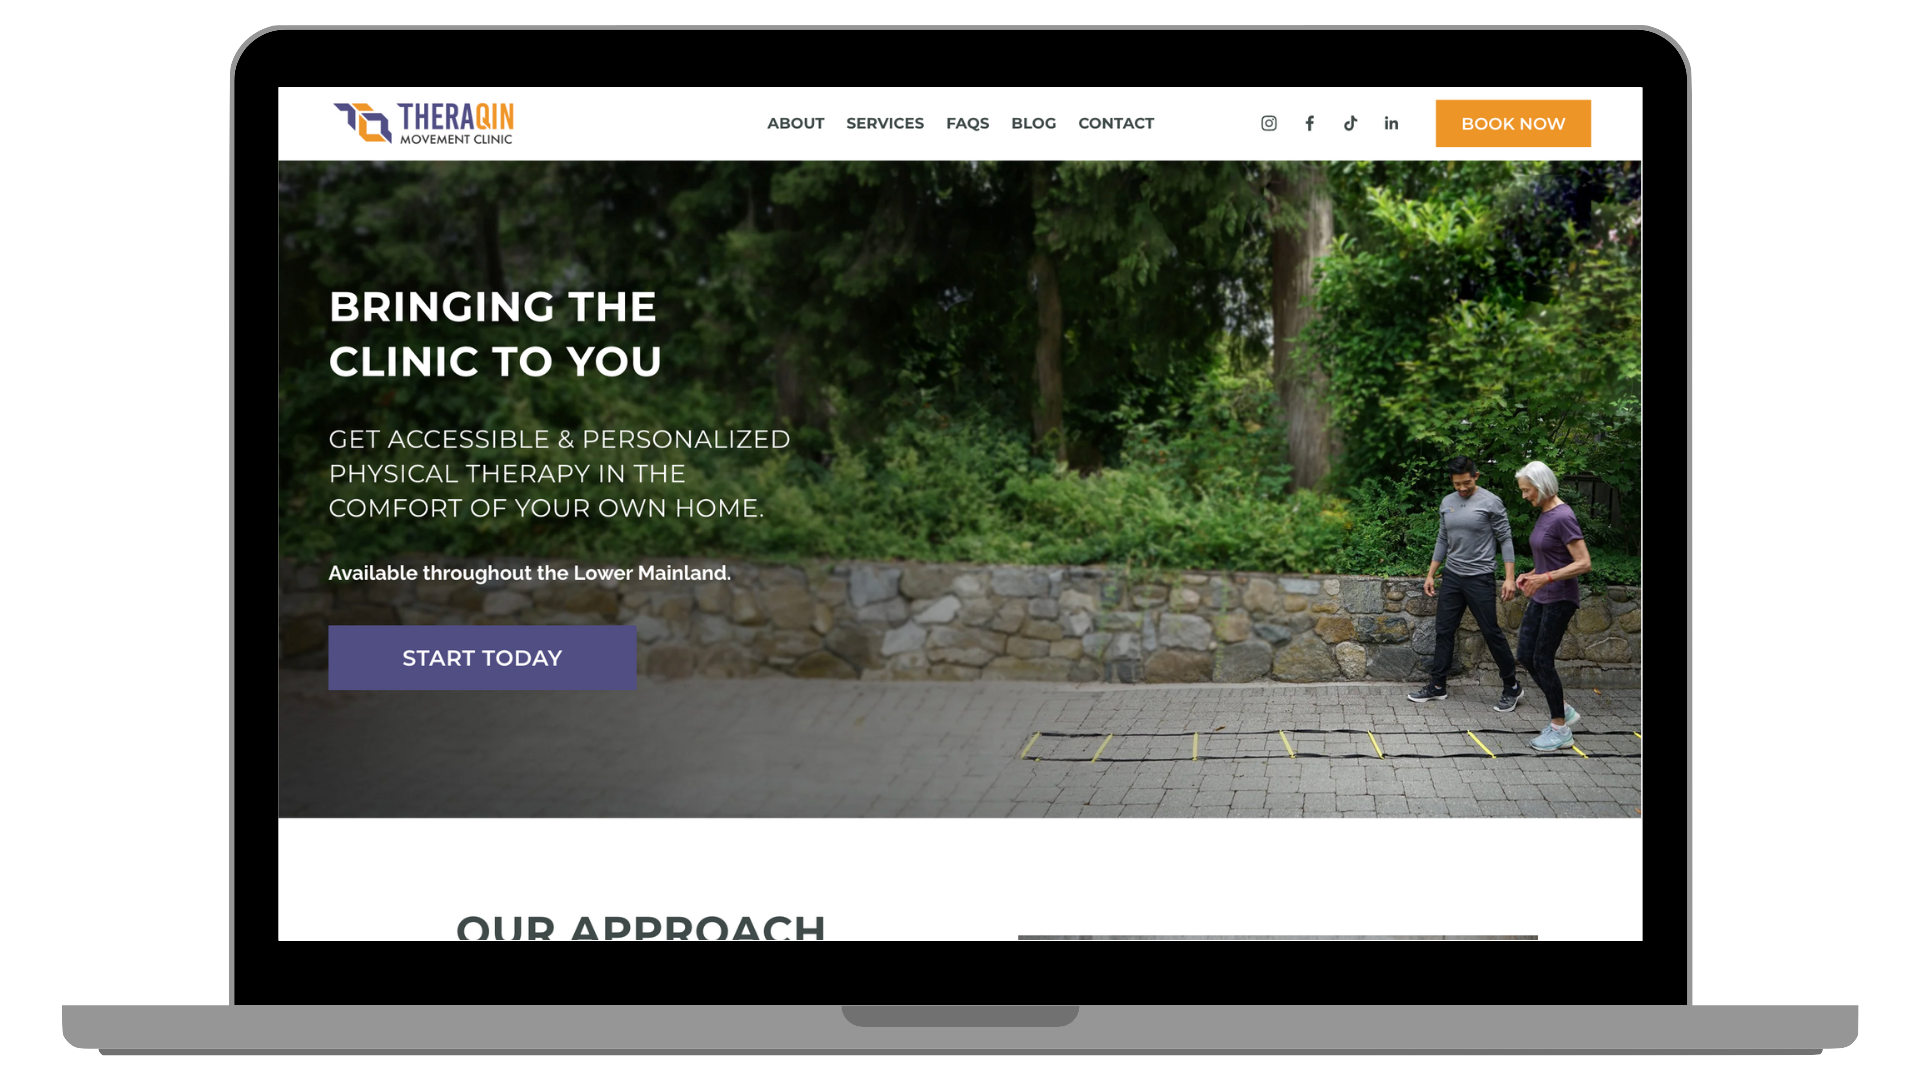 THERAQIN
MOVEMENT CLINIC
ABOUT SERVICES FAQS BLOG CONTACT
BOOK NOW
BRINGING THE
CLINIC TO YOU
GET ACCESSIBLE & PERSONALIZED
PHYSICAL THERAPY IN THE
COMFORT OF YOUR OWN HOME.
Available throughout the Lower Mainland.
START TODAY
OUR APPROACH